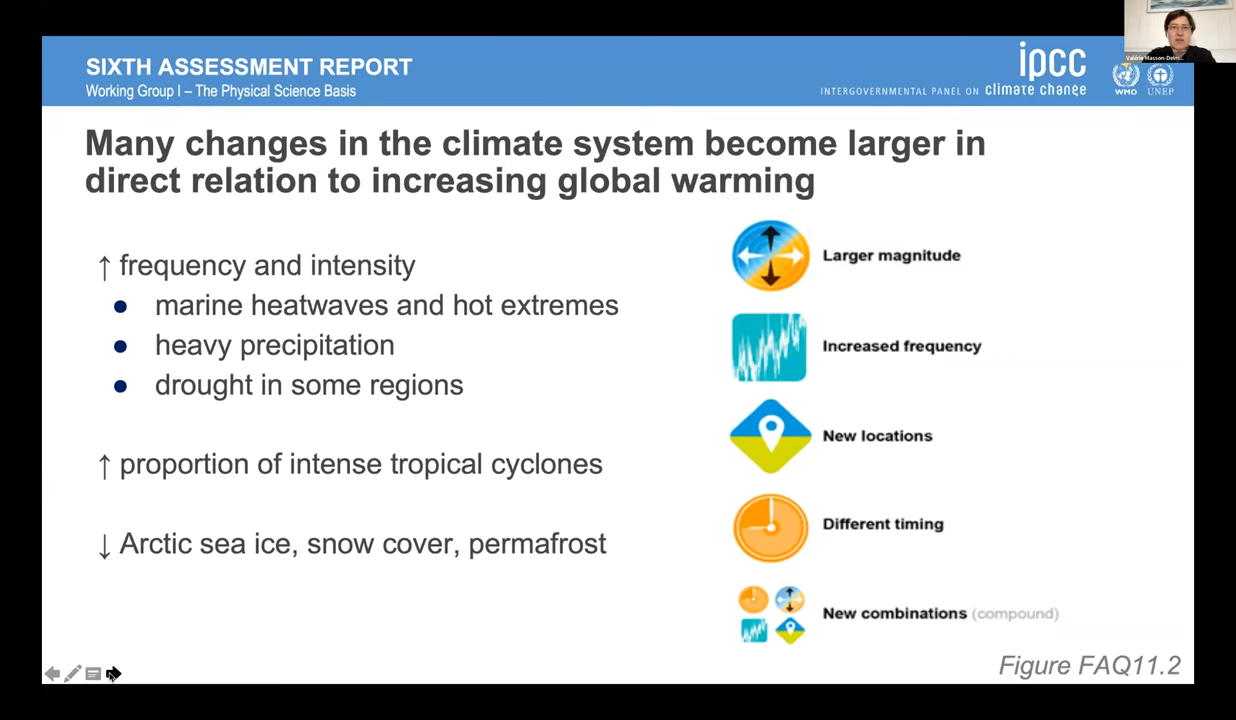 SIXTH ASSESSMENT REPORT
Working Group I – The Physical Science Basis
ipcc
INTERGOVERNMENTAL PANEL ON climate change
WMO
UNEP
Valérie Masson-Delm...
Many changes in the climate system become larger in
direct relation to increasing global warming
↑ frequency and intensity
● marine heatwaves and hot extremes
● heavy precipitation
● drought in some regions
↑ proportion of intense tropical cyclones
↓ Arctic sea ice, snow cover, permafrost
Larger magnitude
Increased frequency
New locations
Different timing
New combinations (compound)
Figure FAQ11.2